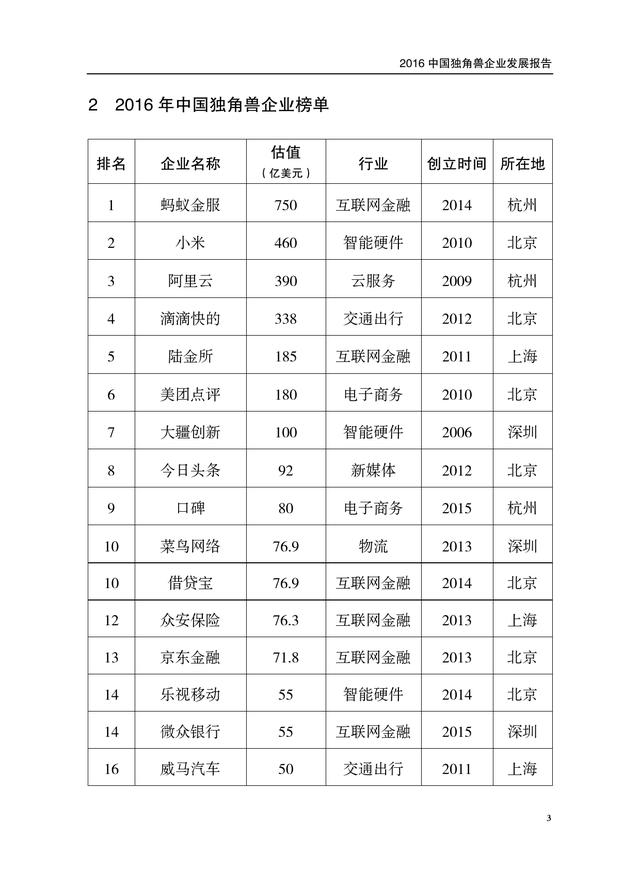 2016 中国独角兽企业发展报告
2 2016 年中国独角兽企业榜单
排名 企业名称 估值（亿美元） 行业 创立时间 所在地
1 蚂蚁金服 750 互联网金融 2014 杭州
2 小米 460 智能硬件 2010 北京
3 阿里云 390 云服务 2009 杭州
4 滴滴快的 338 交通出行 2012 北京
5 陆金所 185 互联网金融 2011 上海
6 美团点评 180 电子商务 2010 北京
7 大疆创新 100 智能硬件 2006 深圳
8 今日头条 92 新媒体 2012 北京
9 口碑 80 电子商务 2015 杭州
10 菜鸟网络 76.9 物流 2013 深圳
10 借贷宝 76.9 互联网金融 2014 北京
12 众安保险 76.3 互联网金融 2013 上海
13 京东金融 71.8 互联网金融 2013 北京
14 乐视移动 55 智能硬件 2014 北京
14 微众银行 55 互联网金融 2015 深圳
16 威马汽车 50 交通出行 2011 上海
3